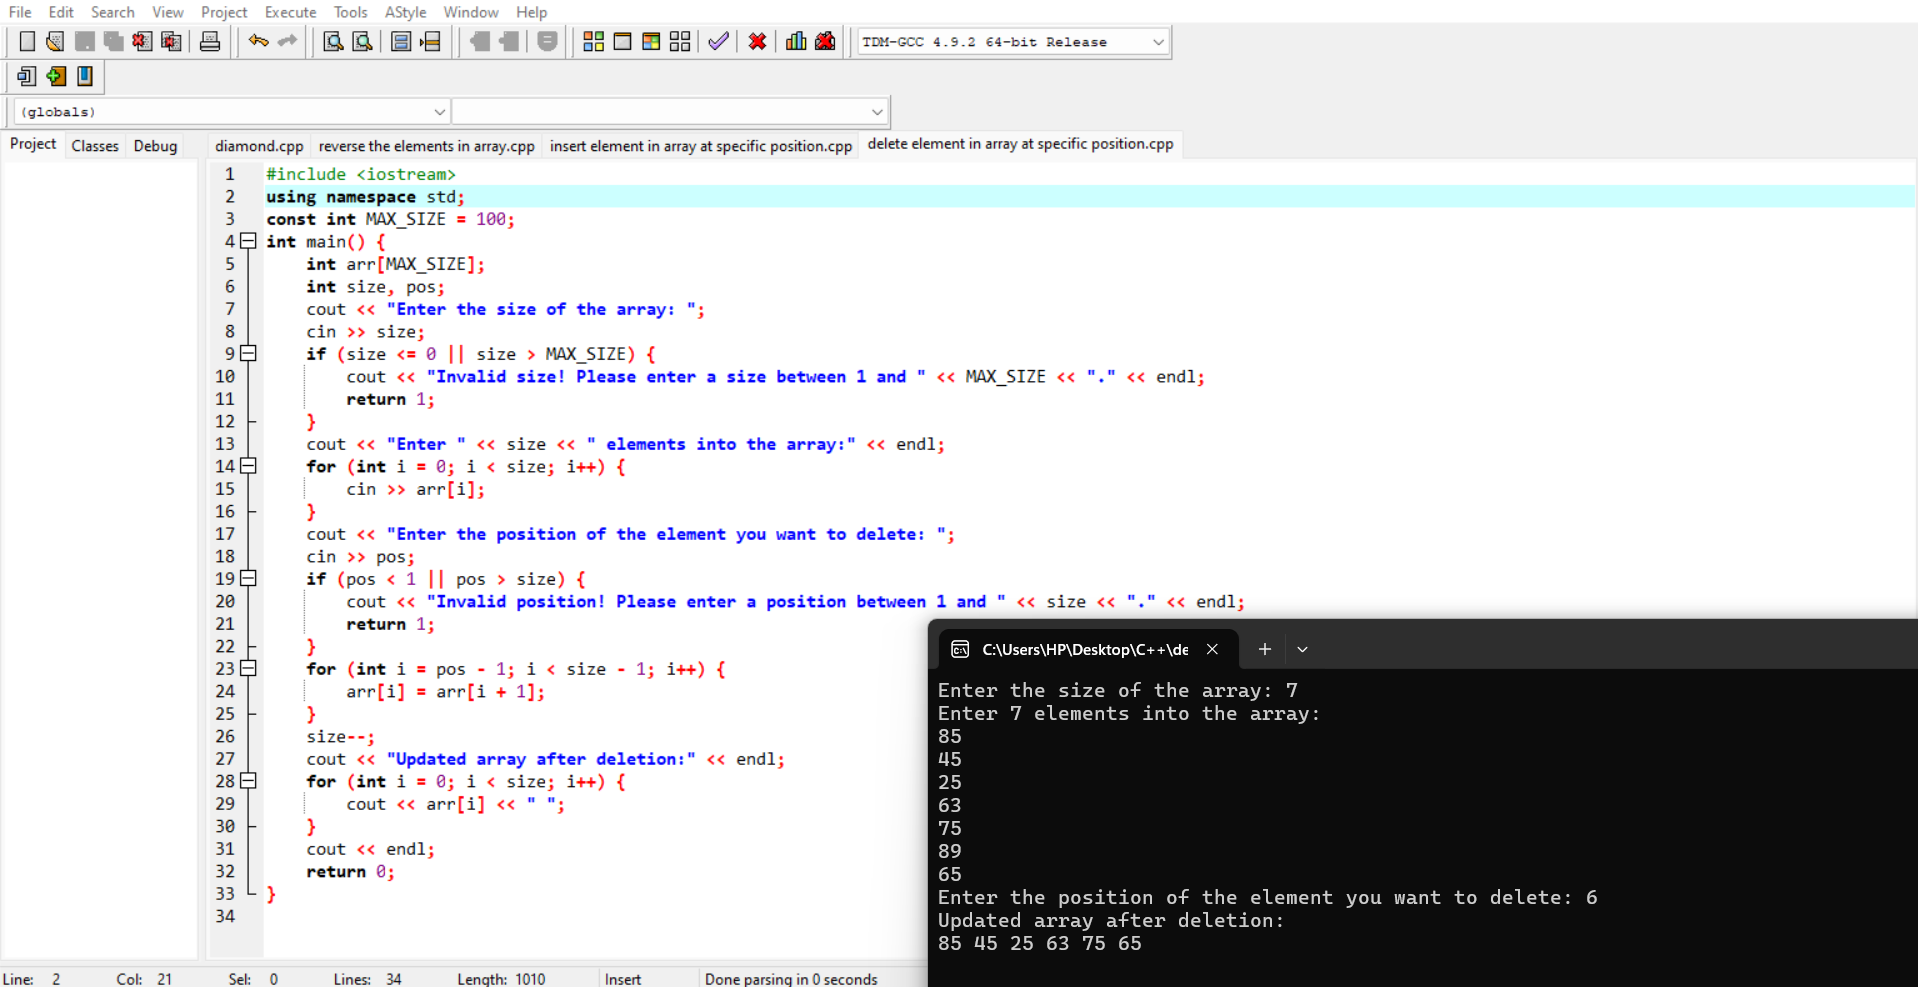 File Edit Search View Project Execute Tools AStyle Window Help
TDM-GCC 4.9.2 64-bit Release
(globals)
Project Classes Debug
diamond.cpp reverse the elements in array.cpp insert element in array at specific position.cpp delete element in array at specific position.cpp
1 #include <iostream>
2 using namespace std;
3 const int MAX_SIZE = 100;
4 int main() {
5     int arr[MAX_SIZE];
6     int size, pos;
7     cout << "Enter the size of the array: ";
8     cin >> size;
9     if (size <= 0 || size > MAX_SIZE) {
10         cout << "Invalid size! Please enter a size between 1 and " << MAX_SIZE << "." << endl;
11         return 1;
12     }
13     cout << "Enter " << size << " elements into the array:" << endl;
14     for (int i = 0; i < size; i++) {
15         cin >> arr[i];
16     }
17     cout << "Enter the position of the element you want to delete: ";
18     cin >> pos;
19     if (pos < 1 || pos > size) {
20         cout << "Invalid position! Please enter a position between 1 and " << size << "." << endl;
21         return 1;
22     }
23     for (int i = pos - 1; i < size - 1; i++) {
24         arr[i] = arr[i + 1];
25     }
26     size--;
27     cout << "Updated array after deletion:" << endl;
28     for (int i = 0; i < size; i++) {
29         cout << arr[i] << " ";
30     }
31     cout << endl;
32     return 0;
33 }
34
C:\Users\HP\Desktop\C++\de
Enter the size of the array: 7
Enter 7 elements into the array:
85
45
25
63
75
89
65
Enter the position of the element you want to delete: 6
Updated array after deletion:
85 45 25 63 75 65
Line: 2 Col: 21 Sel: 0 Lines: 34 Length: 1010 Insert Done parsing in 0 seconds